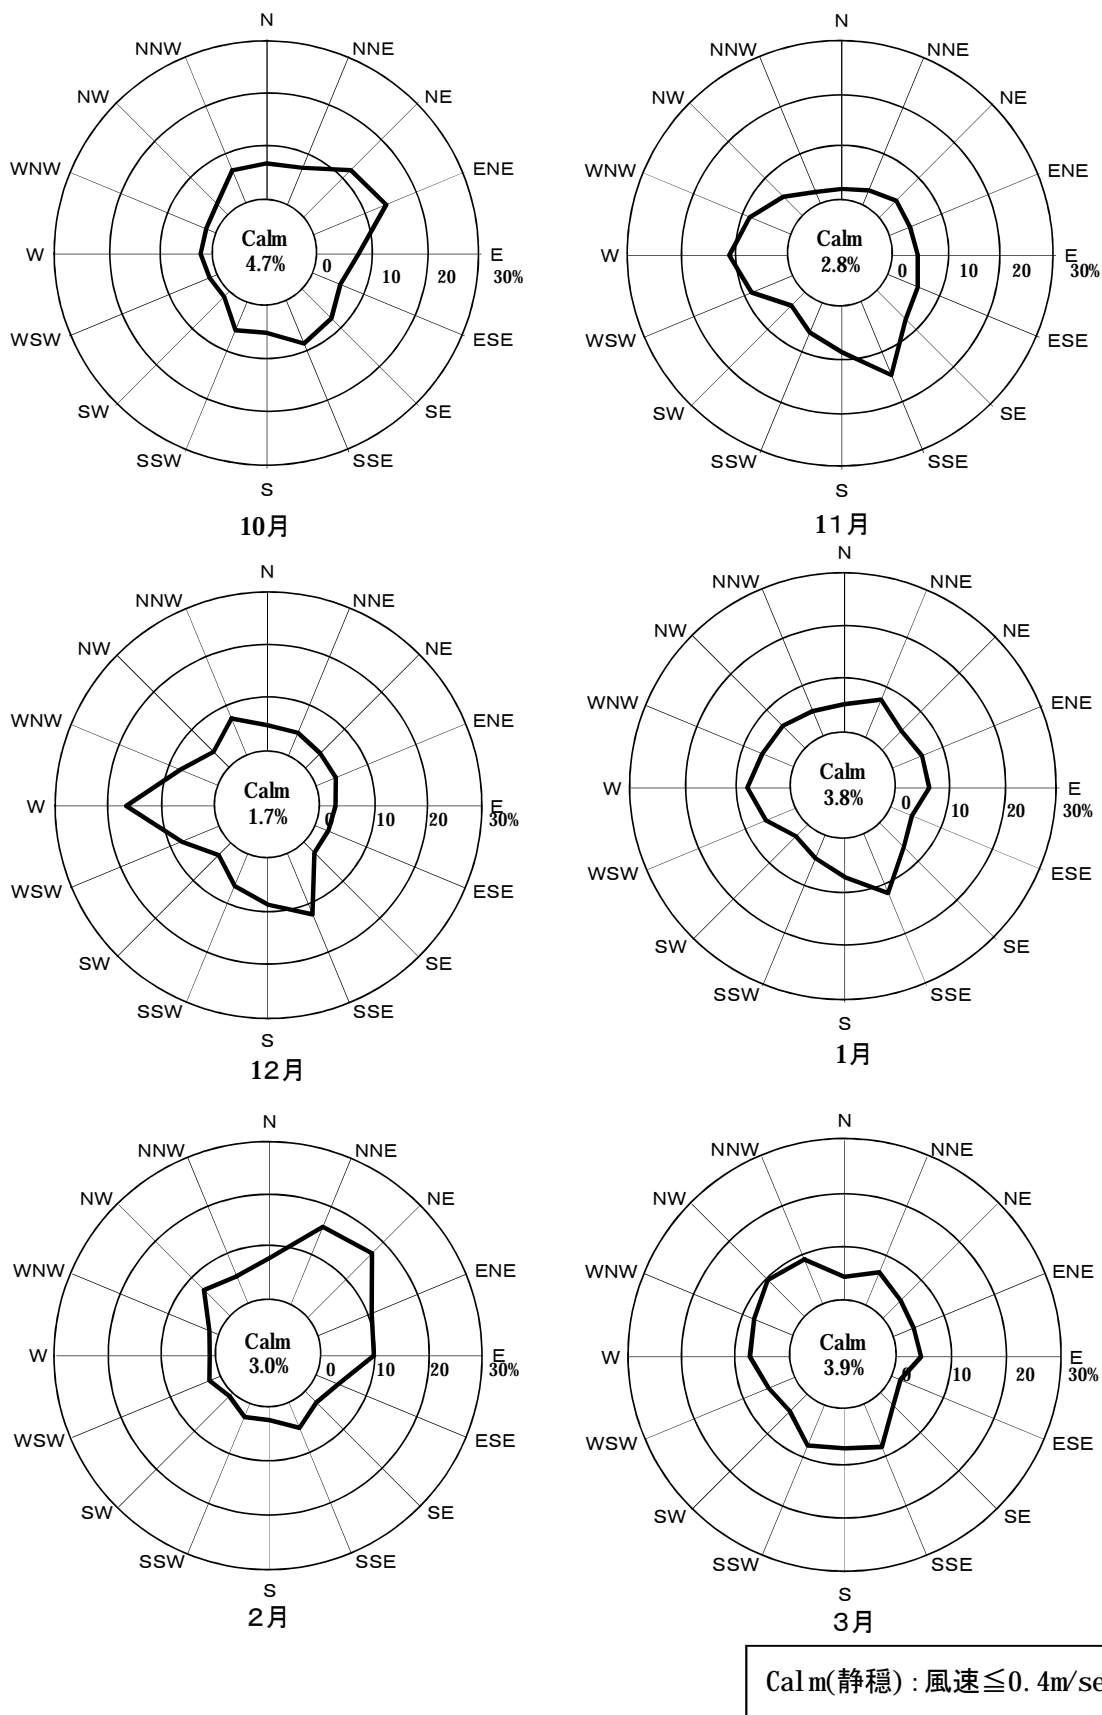 N
NNW NNE
NW NE
WNW ENE
Calm
4.7%
W 0 10 20 E
30%
WSW ESE
SW SE
SSW SSE
S
10月
N
NNW NNE
NW NE
WNW ENE
Calm
2.8%
W 0 10 20 E
30%
WSW ESE
SW SE
SSW SSE
S
11月
N
NNW NNE
NW NE
WNW ENE
Calm
1.7%
W 0 10 20 E
30%
WSW ESE
SW SE
SSW SSE
S
12月
N
NNW NNE
NW NE
WNW ENE
Calm
3.8%
W 0 10 20 E
30%
WSW ESE
SW SE
SSW SSE
S
1月
N
NNW NNE
NW NE
WNW ENE
Calm
3.0%
W 0 10 20 E
30%
WSW ESE
SW SE
SSW SSE
S
2月
N
NNW NNE
NW NE
WNW ENE
Calm
3.9%
W 0 10 20 E
30%
WSW ESE
SW SE
SSW SSE
S
3月
Calm(静穏):風速≦0.4m/se